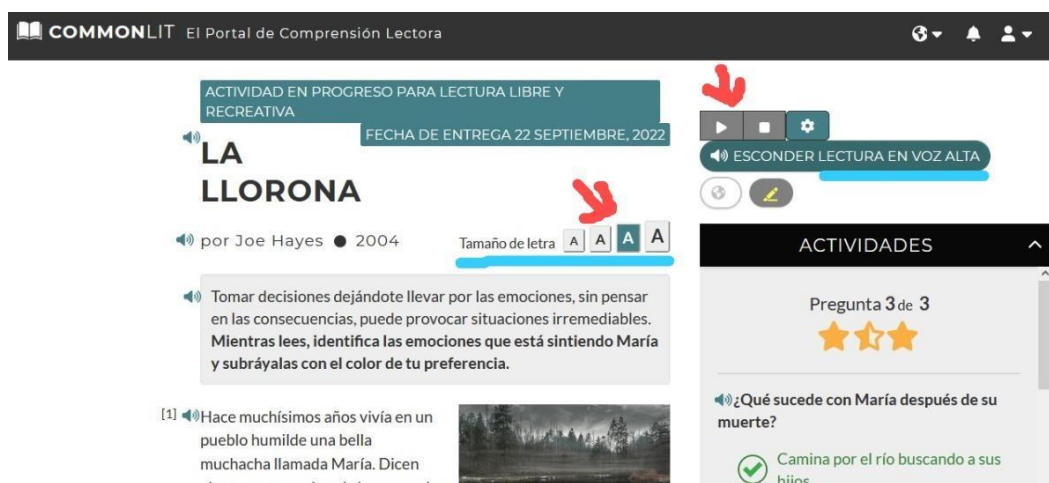 COMMONLIT El Portal de Comprensión Lectora
ACTIVIDAD EN PROGRESO PARA LECTURA LIBRE Y
RECREATIVA
FECHA DE ENTREGA 22 SEPTIEMBRE, 2022
LA
LLORONA
por Joe Hayes ● 2004
Tamaño de letra A A A A
Tomar decisiones dejándote llevar por las emociones, sin pensar
en las consecuencias, puede provocar situaciones irremediables.
Mientras lees, identifica las emociones que está sintiendo María
y subráyalas con el color de tu preferencia.
[1] Hace muchísimos años vivía en un
pueblo humilde una bella
muchacha llamada María. Dicen
ESCONDER LECTURA EN VOZ ALTA
ACTIVIDADES
Pregunta 3 de 3
¿Qué sucede con María después de su
muerte?
Camina por el río buscando a sus
hijos